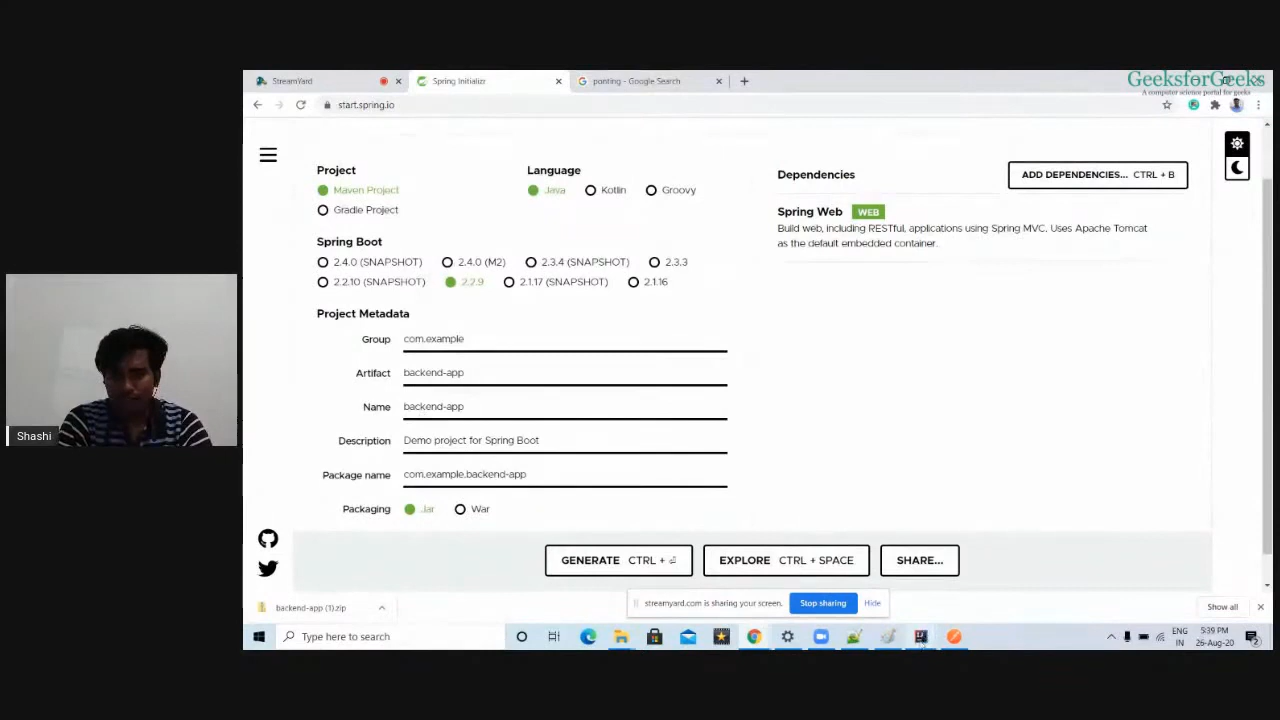 StreamYard
Spring Initializr
ponting - Google Search
GeeksforGeeks
A computer science portal for geeks
start.spring.io
Project
Maven Project
Gradle Project
Language
Java
Kotlin
Groovy
Spring Boot
2.4.0 (SNAPSHOT)
2.4.0 (M2)
2.3.4 (SNAPSHOT)
2.3.3
2.2.10 (SNAPSHOT)
2.2.9
2.1.17 (SNAPSHOT)
2.1.16
Project Metadata
Group com.example
Artifact backend-app
Name backend-app
Description Demo project for Spring Boot
Package name com.example.backend-app
Packaging Jar War
Dependencies
ADD DEPENDENCIES... CTRL + B
Spring Web WEB
Build web, including RESTful, applications using Spring MVC. Uses Apache Tomcat
as the default embedded container.
Shashi
GENERATE CTRL + ⏎
EXPLORE CTRL + SPACE
SHARE...
streamyard.com is sharing your screen. Stop sharing Hide
backend-app (1).zip
Show all
Type here to search
ENG
IN
5:39 PM
26-Aug-20
2